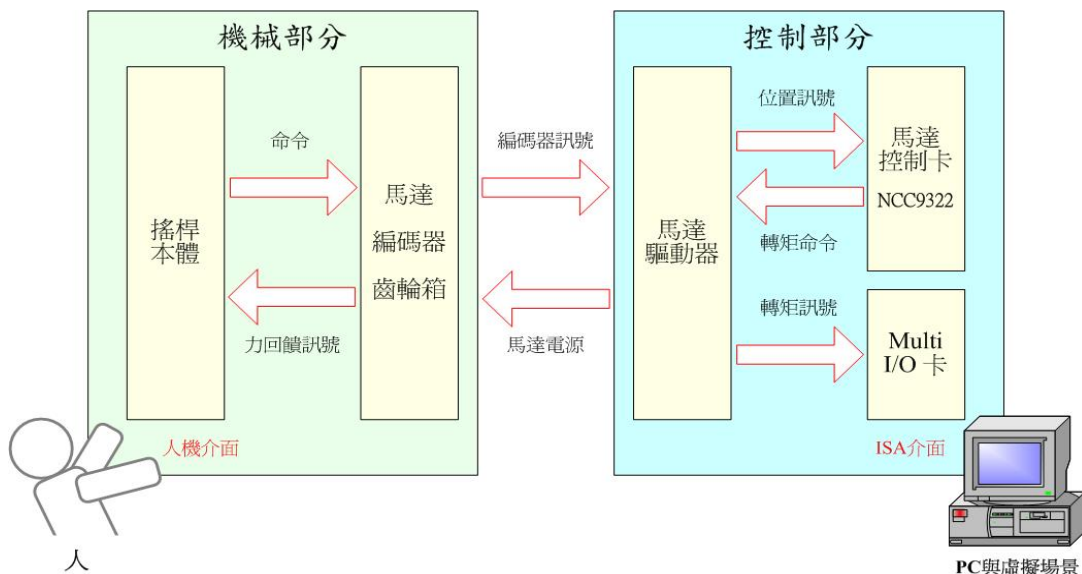 機械部分
搖桿
本體
命令
力回饋訊號
馬達
編碼器
齒輪箱
人機介面
人
編碼器訊號
馬達電源
控制部分
馬達
驅動器
位置訊號
轉矩命令
轉矩訊號
馬達
控制卡
NCC9322
Multi
I/O 卡
ISA介面
PC與虛擬場景